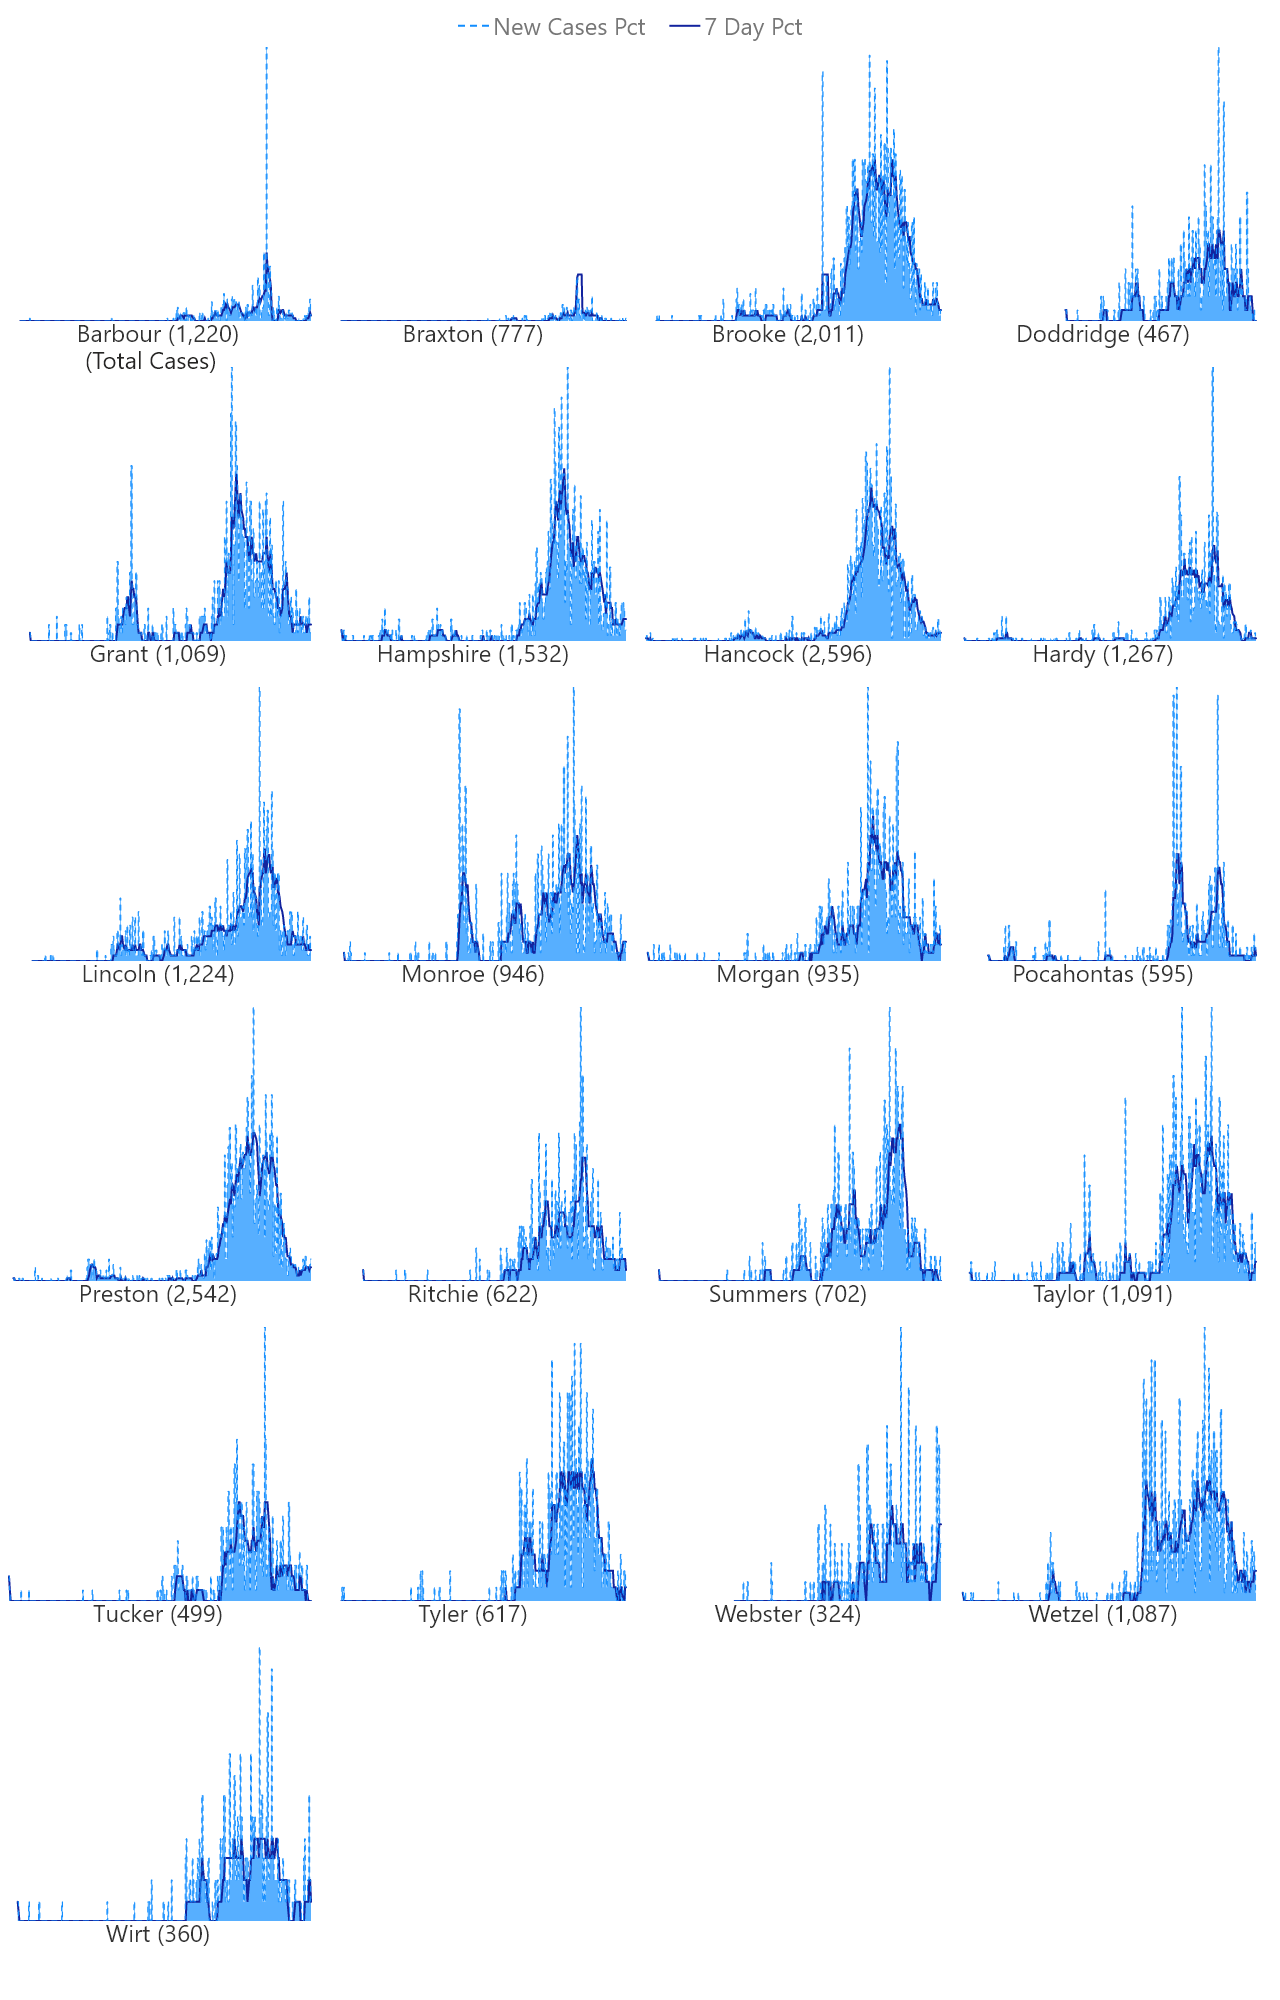 New Cases Pct 7 Day Pct
Barbour (1,220) Braxton (777) Brooke (2,011) Doddridge (467)
(Total Cases)
Grant (1,069) Hampshire (1,532) Hancock (2,596) Hardy (1,267)
Lincoln (1,224) Monroe (946) Morgan (935) Pocahontas (595)
Preston (2,542) Ritchie (622) Summers (702) Taylor (1,091)
Tucker (499) Tyler (617) Webster (324) Wetzel (1,087)
Wirt (360)